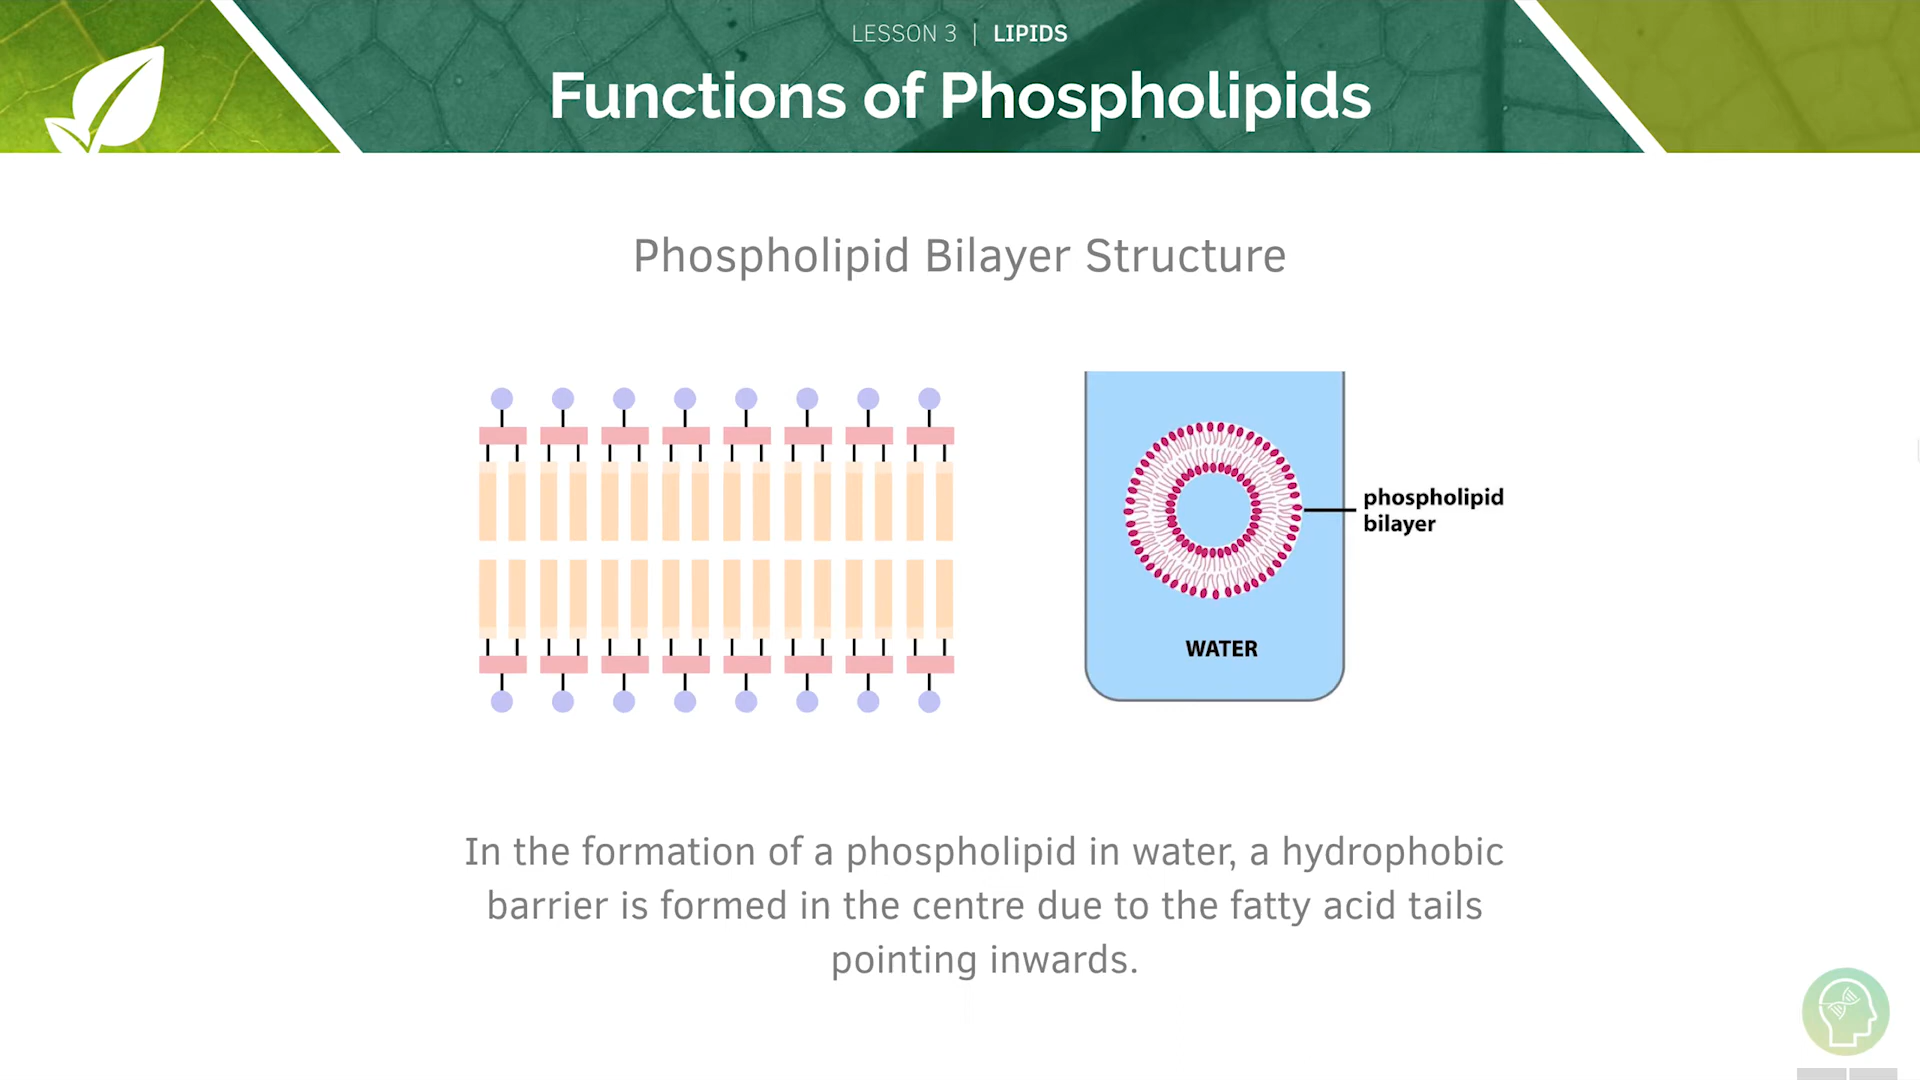 LESSON 3 | LIPIDS
Functions of Phospholipids
Phospholipid Bilayer Structure
phospholipid
bilayer
WATER
In the formation of a phospholipid in water, a hydrophobic
barrier is formed in the centre due to the fatty acid tails
pointing inwards.